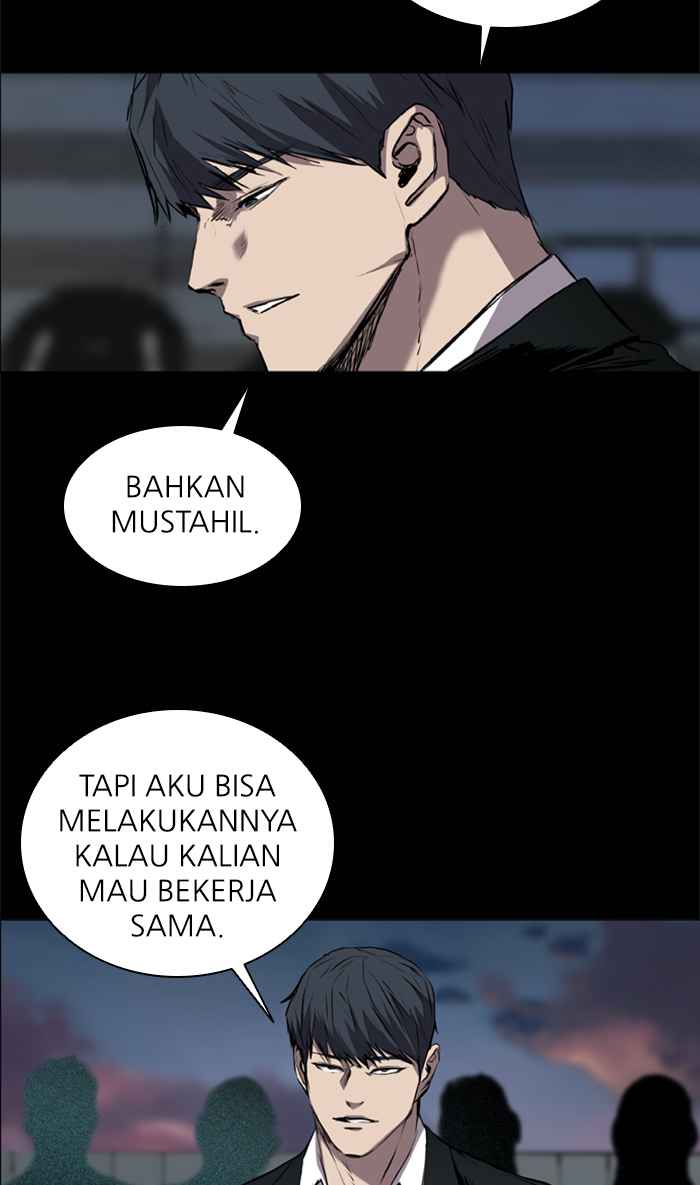 BAHKAN
MUSTAHIL.
TAPI AKU BISA
MELAKUKANNYA
KALAU KALIAN
MAU BEKERJA
SAMA.